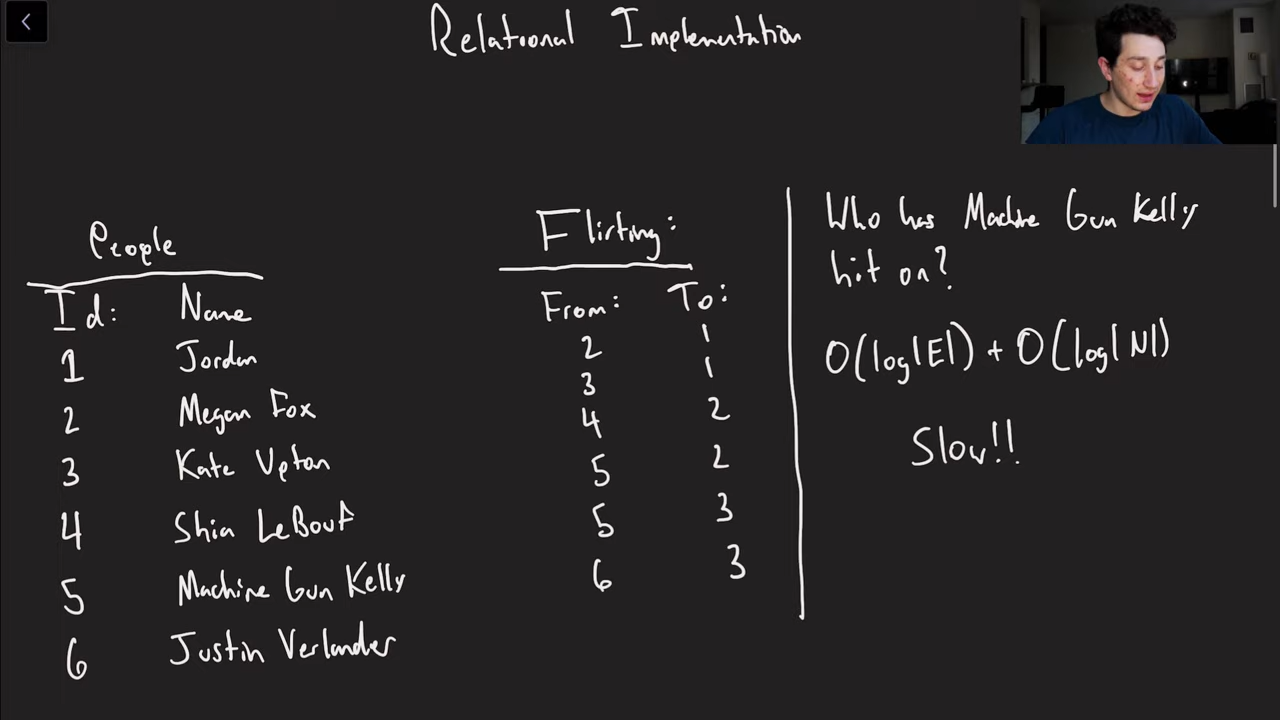 Relational Implementation
People
Id: Name
1 Jordan
2 Megan Fox
3 Kate Upton
4 Shia LeBouf
5 Machine Gun Kelly
6 Justin Verlander
Flirting:
From: To:
2 1
3 1
4 2
5 2
5 3
6 3
Who has Machine Gun Kelly
hit on?
O(log|E|) + O(log|N|)
Slow!!